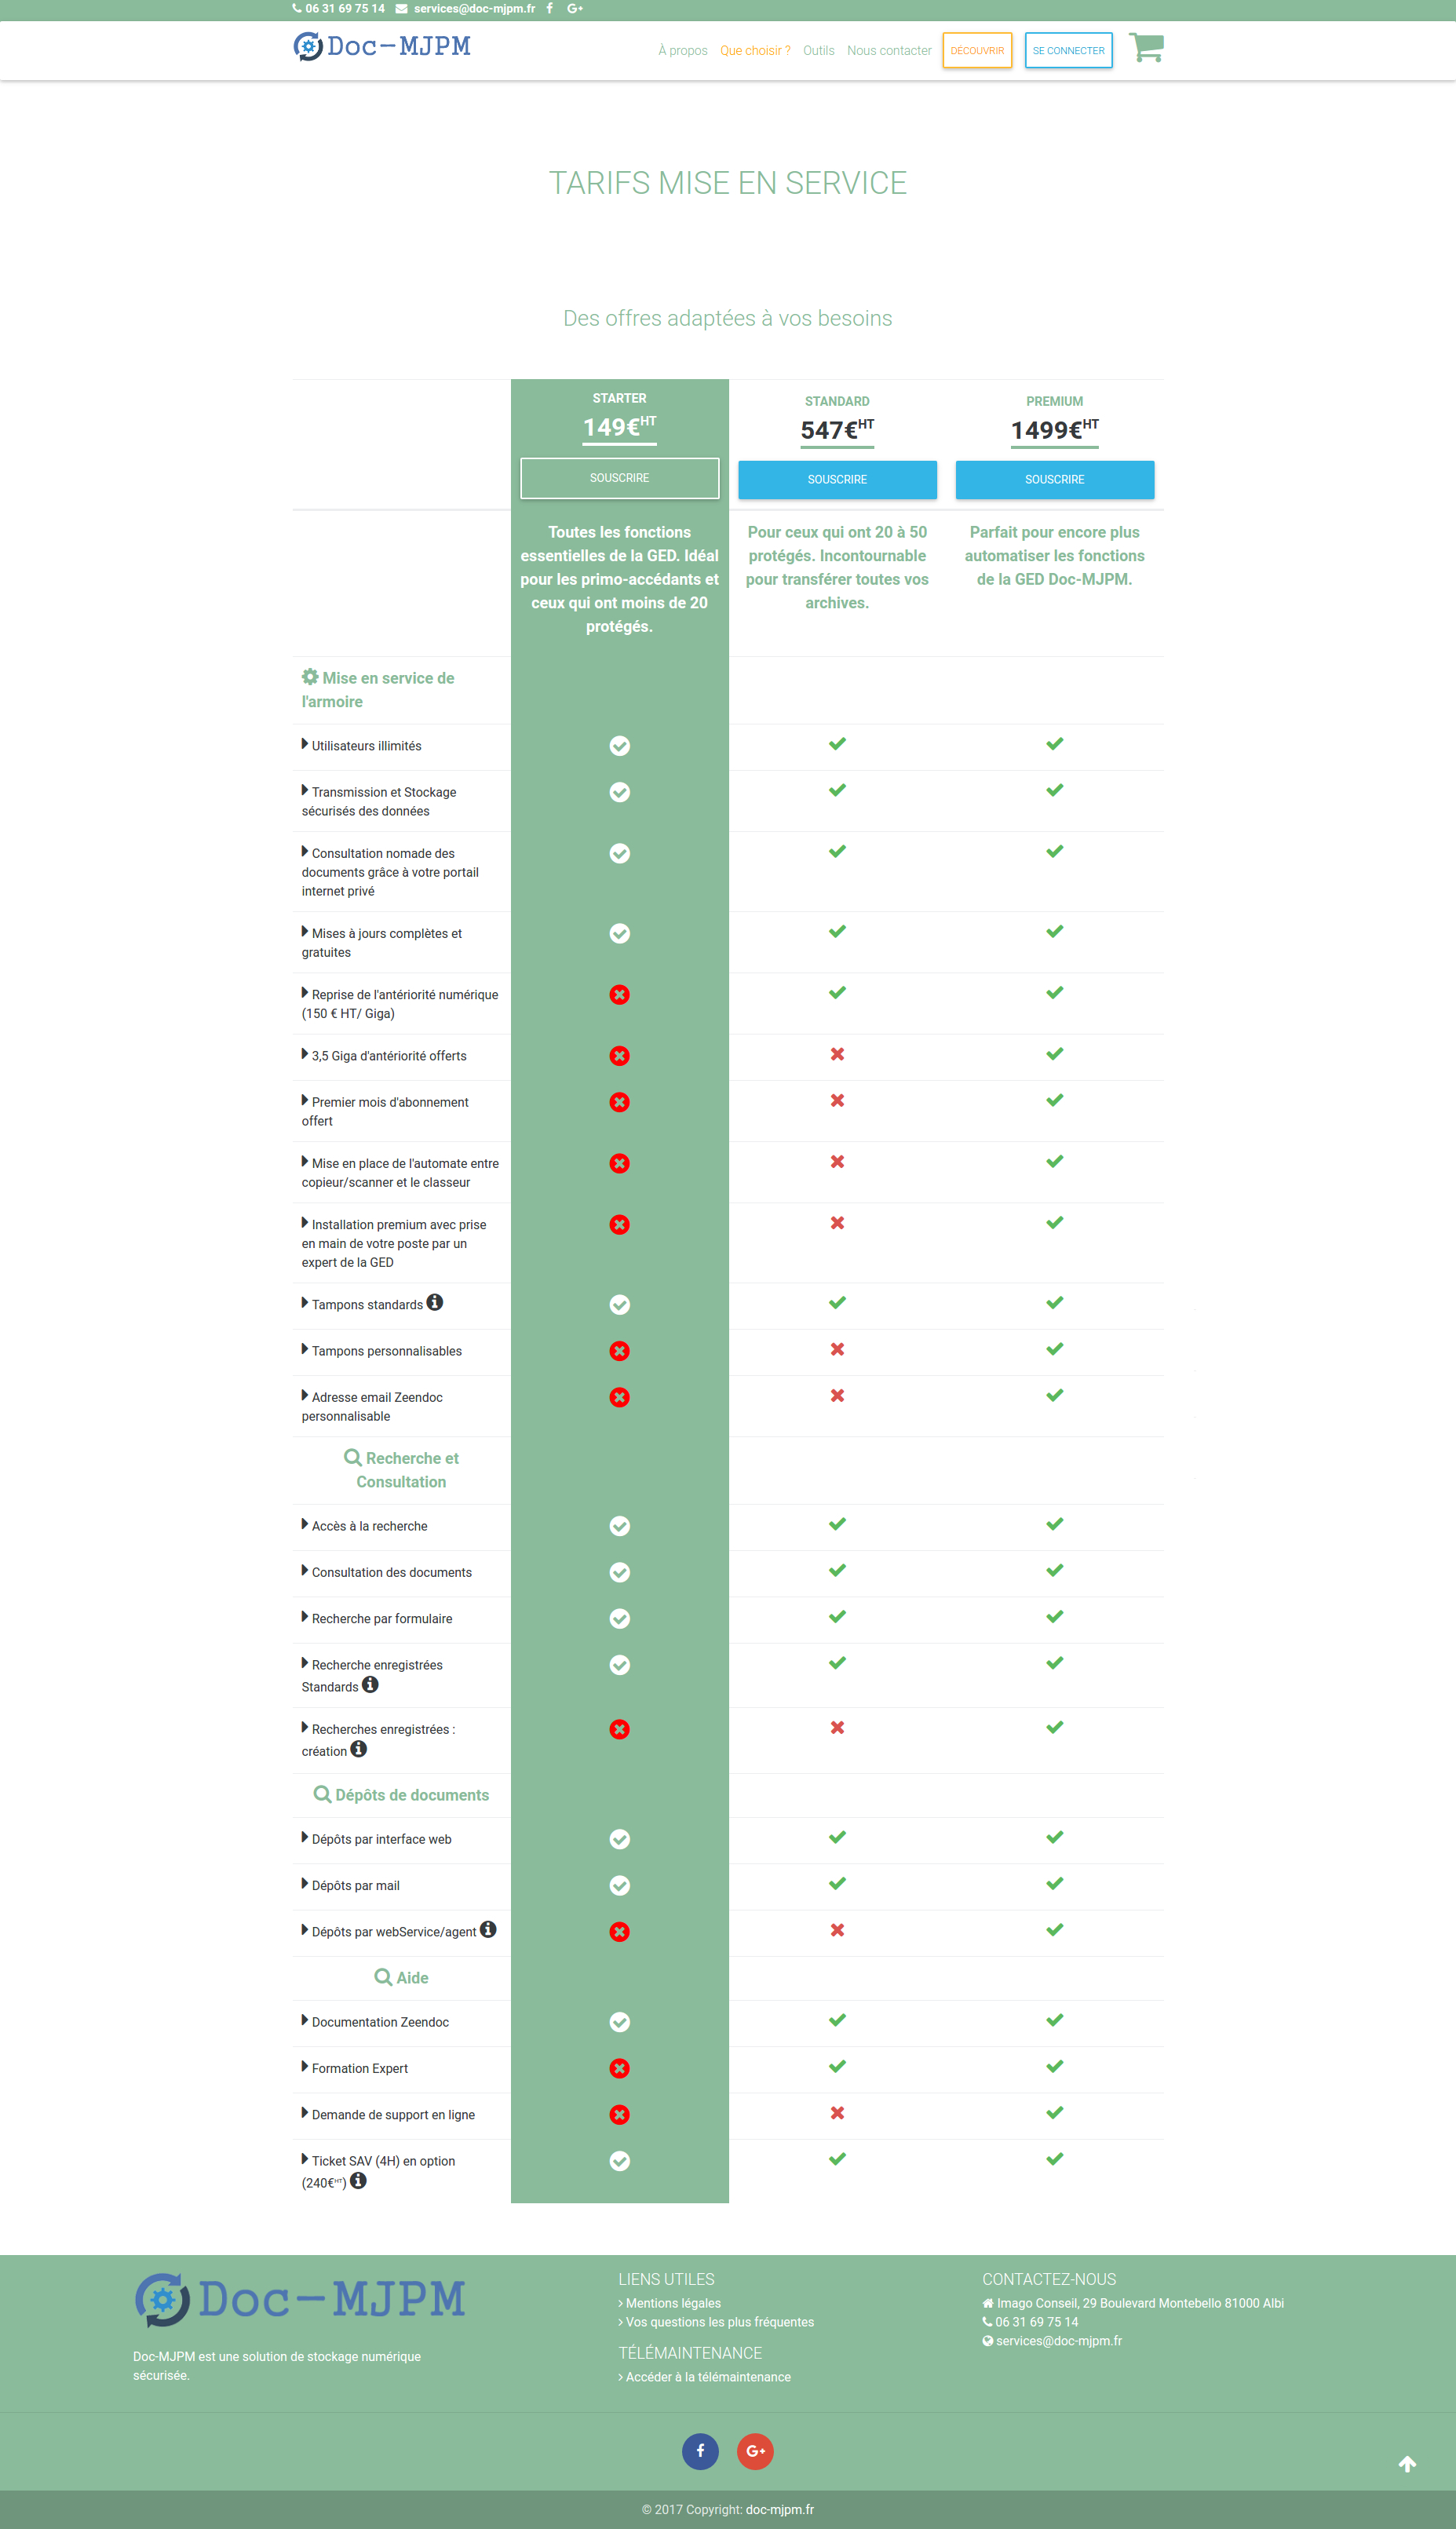 06 31 69 75 14 services@doc-mjpm.fr
Doc-MJPM
À propos Que choisir ? Outils Nous contacter DÉCOUVRIR SE CONNECTER
TARIFS MISE EN SERVICE
Des offres adaptées à vos besoins
STARTER
149€HT
SOUSCRIRE
STANDARD
547€HT
SOUSCRIRE
PREMIUM
1499€HT
SOUSCRIRE
Toutes les fonctions
essentielles de la GED. Idéal
pour les primo-accédants et
ceux qui ont moins de 20
protégés.
Pour ceux qui ont 20 à 50
protégés. Incontournable
pour transférer toutes vos
archives.
Parfait pour encore plus
automatiser les fonctions
de la GED Doc-MJPM.
Mise en service de
l'armoire
Utilisateurs illimités
Transmission et Stockage
sécurisés des données
Consultation nomade des
documents grâce à votre portail
internet privé
Mises à jours complètes et
gratuites
Reprise de l'antériorité numérique
(150 € HT/ Giga)
3,5 Giga d'antériorité offerts
Premier mois d'abonnement
offert
Mise en place de l'automate entre
copieur/scanner et le classeur
Installation premium avec prise
en main de votre poste par un
expert de la GED
Tampons standards
Tampons personnalisables
Adresse email Zeendoc
personnalisable
Recherche et
Consultation
Accès à la recherche
Consultation des documents
Recherche par formulaire
Recherche enregistrées
Standards
Recherches enregistrées :
création
Dépôts de documents
Dépôts par interface web
Dépôts par mail
Dépôts par webService/agent
Aide
Documentation Zeendoc
Formation Expert
Demande de support en ligne
Ticket SAV (4H) en option
(240€HT)
Doc-MJPM
Doc-MJPM est une solution de stockage numérique
sécurisée.
LIENS UTILES
Mentions légales
Vos questions les plus fréquentes
TÉLÉMAINTENANCE
Accéder à la télémaintenance
CONTACTEZ-NOUS
Imago Conseil, 29 Boulevard Montebello 81000 Albi
06 31 69 75 14
services@doc-mjpm.fr
© 2017 Copyright: doc-mjpm.fr